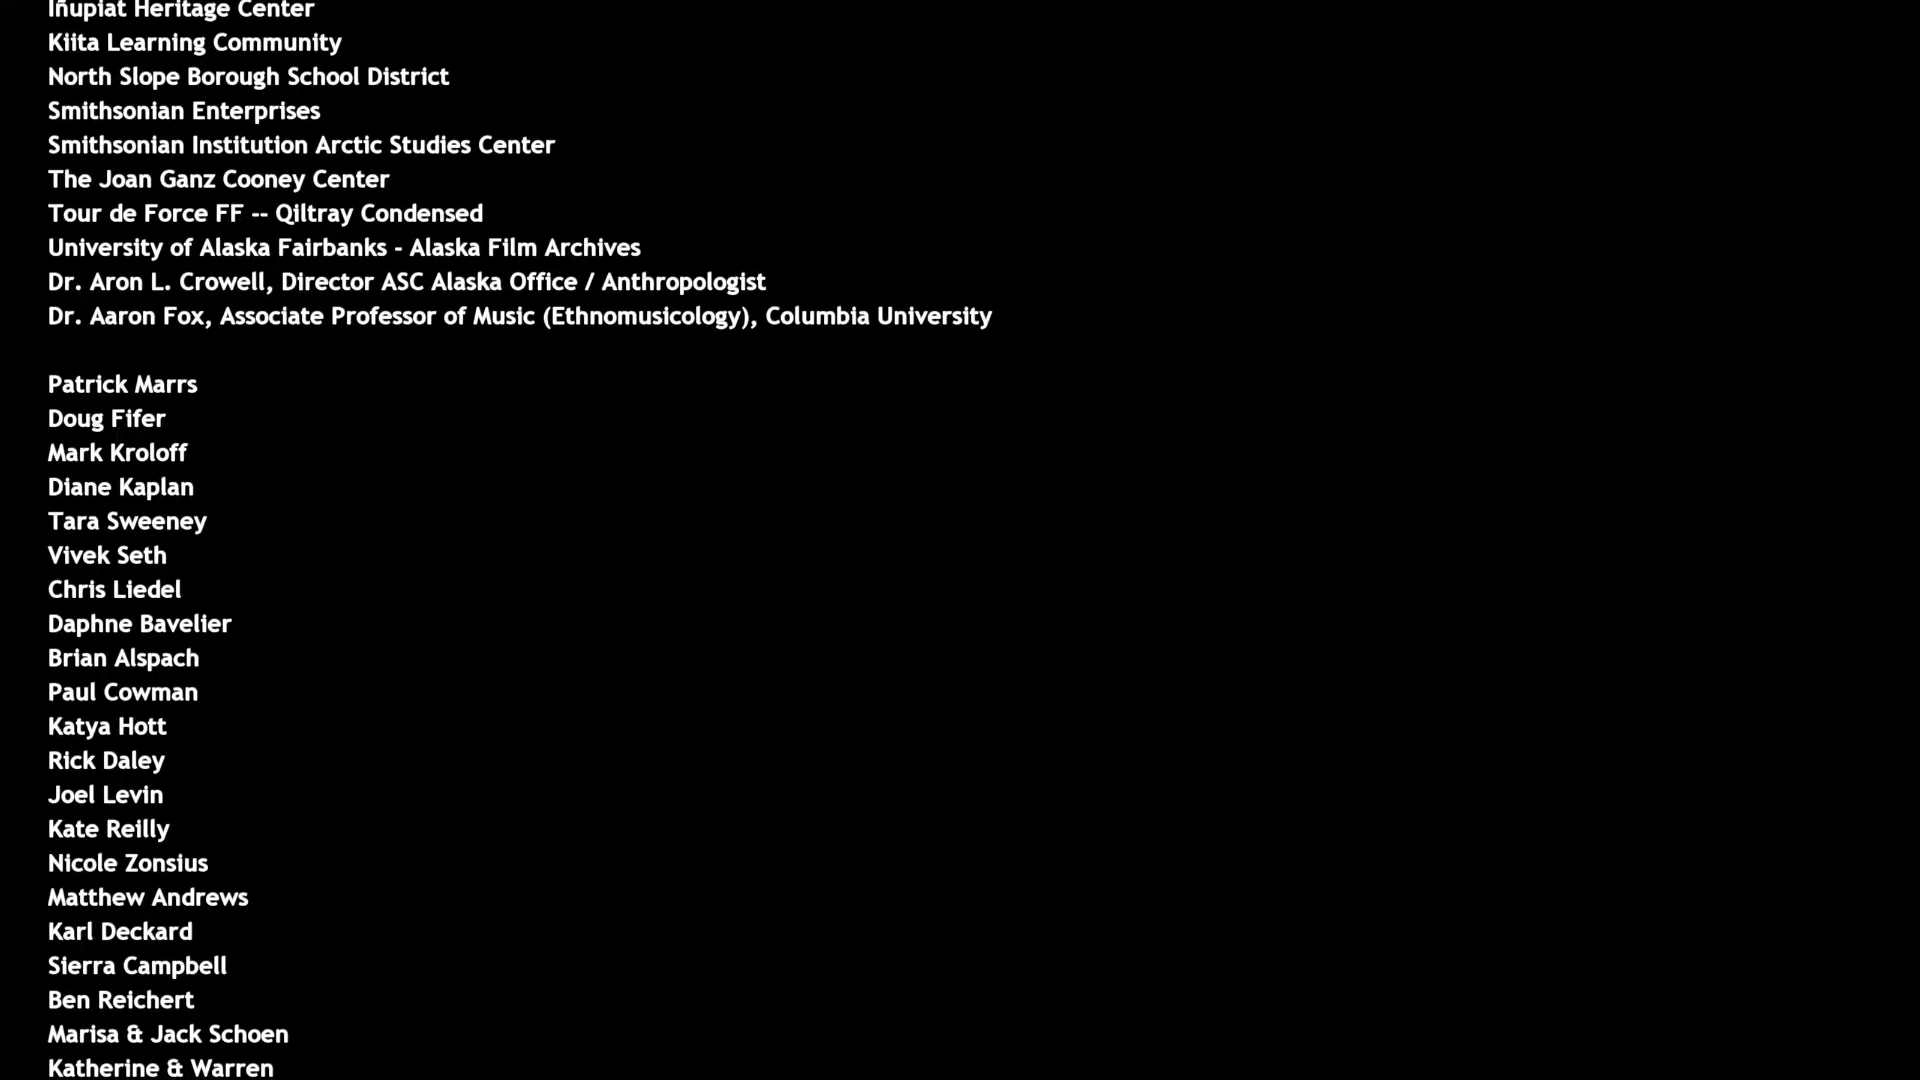 Iñupiat Heritage Center
Kiita Learning Community
North Slope Borough School District
Smithsonian Enterprises
Smithsonian Institution Arctic Studies Center
The Joan Ganz Cooney Center
Tour de Force FF -- Qiltray Condensed
University of Alaska Fairbanks - Alaska Film Archives
Dr. Aron L. Crowell, Director ASC Alaska Office / Anthropologist
Dr. Aaron Fox, Associate Professor of Music (Ethnomusicology), Columbia University
Patrick Marrs
Doug Fifer
Mark Kroloff
Diane Kaplan
Tara Sweeney
Vivek Seth
Chris Liedel
Daphne Bavelier
Brian Alspach
Paul Cowman
Katya Hott
Rick Daley
Joel Levin
Kate Reilly
Nicole Zonsius
Matthew Andrews
Karl Deckard
Sierra Campbell
Ben Reichert
Marisa & Jack Schoen
Katherine & Warren